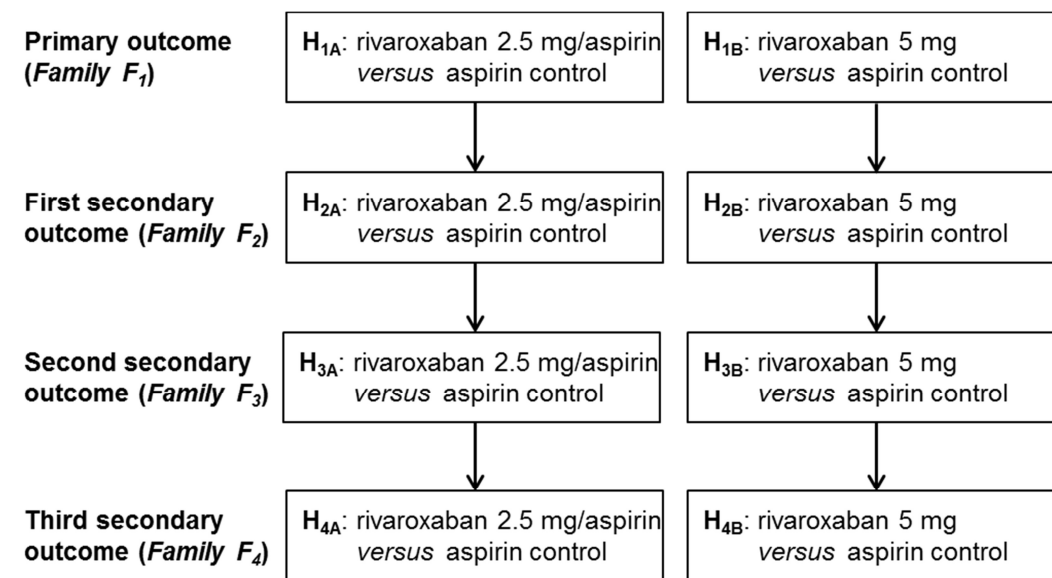 Primary outcome
(Family F1)
H1A: rivaroxaban 2.5 mg/aspirin
versus aspirin control
H1B: rivaroxaban 5 mg
versus aspirin control
First secondary
outcome (Family F2)
H2A: rivaroxaban 2.5 mg/aspirin
versus aspirin control
H2B: rivaroxaban 5 mg
versus aspirin control
Second secondary
outcome (Family F3)
H3A: rivaroxaban 2.5 mg/aspirin
versus aspirin control
H3B: rivaroxaban 5 mg
versus aspirin control
Third secondary
outcome (Family F4)
H4A: rivaroxaban 2.5 mg/aspirin
versus aspirin control
H4B: rivaroxaban 5 mg
versus aspirin control